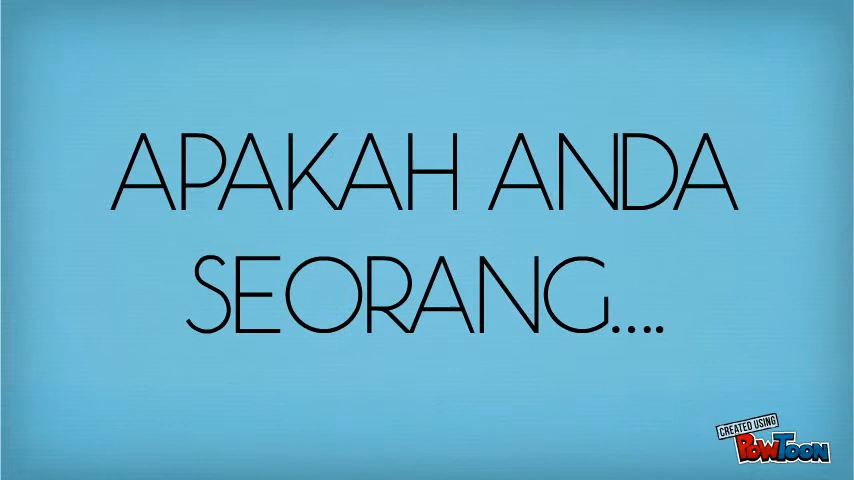 APAKAH ANDA
SEORANG....
CREATED USING
POWTOON